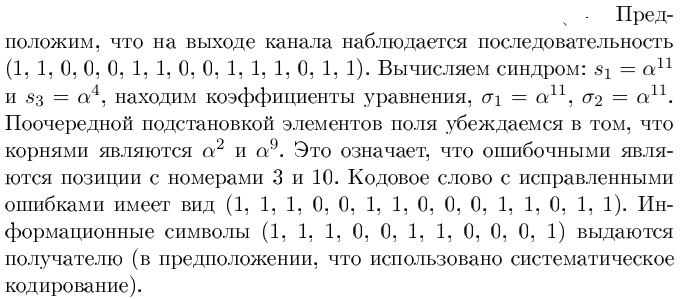 Пред-
положим, что на выходе канала наблюдается последовательность
(1, 1, 0, 0, 0, 1, 1, 0, 0, 1, 1, 1, 0, 1, 1). Вычисляем синдром: s₁ = α¹¹
и s₃ = α⁴, находим коэффициенты уравнения, σ₁ = α¹¹, σ₂ = α¹¹.
Поочередной подстановкой элементов поля убеждаемся в том, что
корнями являются α² и α⁹. Это означает, что ошибочными явля-
ются позиции с номерами 3 и 10. Кодовое слово с исправленными
ошибками имеет вид (1, 1, 1, 0, 0, 1, 1, 0, 0, 0, 1, 1, 0, 1, 1). Ин-
формационные символы (1, 1, 1, 0, 0, 1, 1, 0, 0, 0, 1) выдаются
получателю (в предположении, что использовано систематическое
кодирование).